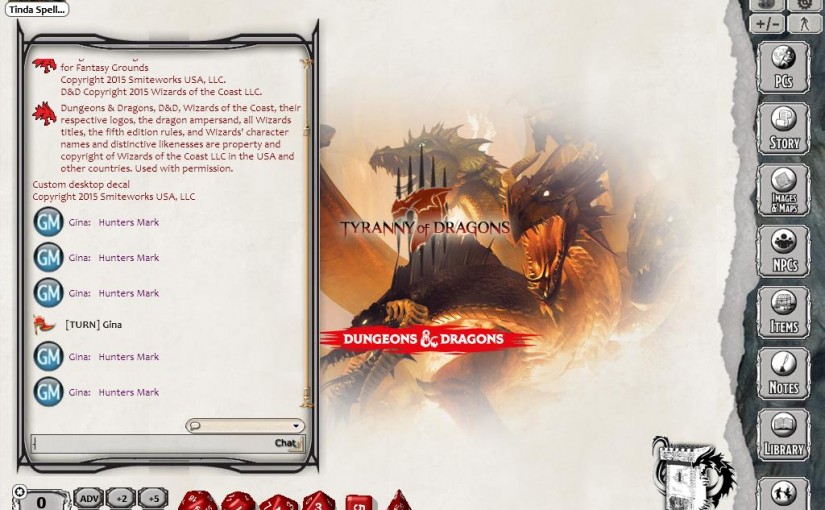 Tinda Spell...
for Fantasy Grounds
Copyright 2015 Smiteworks USA, LLC.
D&D Copyright 2015 Wizards of the Coast LLC.
Dungeons & Dragons, D&D, Wizards of the Coast, their
respective logos, the dragon ampersand, all Wizards
titles, the fifth edition rules, and Wizards' character
names and distinctive likenesses are property and
copyright of Wizards of the Coast LLC in the USA and
other countries. Used with permission.
Custom desktop decal
Copyright 2015 Smiteworks USA, LLC
GM Gina: Hunters Mark
GM Gina: Hunters Mark
GM Gina: Hunters Mark
[TURN] Gina
GM Gina: Hunters Mark
GM Gina: Hunters Mark
Chat
0
ADV
+2
+5
TYRANNY of DRAGONS
DUNGEONS & DRAGONS
+/-
PCs
STORY
IMAGES
& MAPS
NPCs
ITEMS
NOTES
LIBRARY